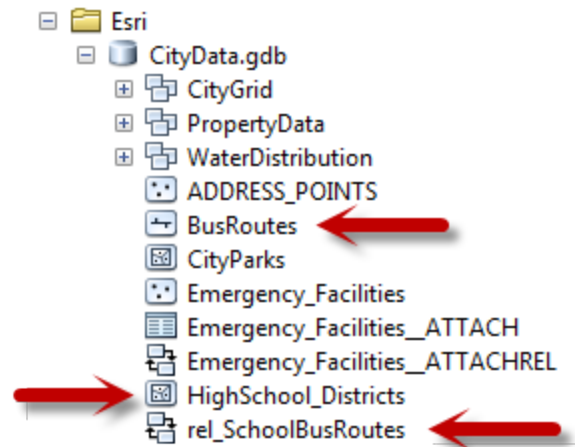 Esri
CityData.gdb
CityGrid
PropertyData
WaterDistribution
ADDRESS_POINTS
BusRoutes
CityParks
Emergency_Facilities
Emergency_Facilities__ATTACH
Emergency_Facilities__ATTACHREL
HighSchool_Districts
rel_SchoolBusRoutes